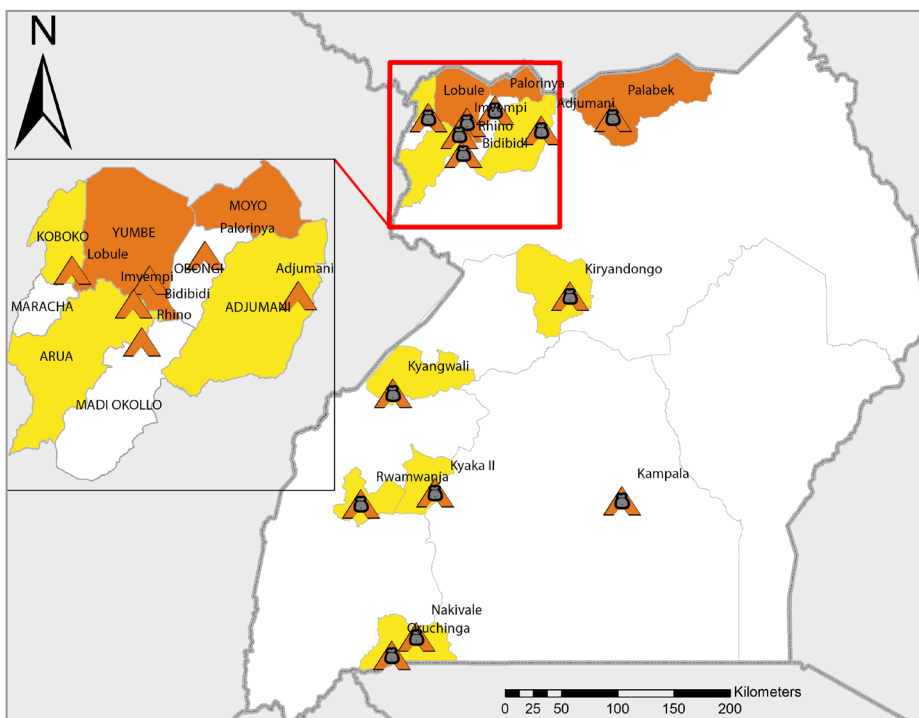 N
Lobule
Palorinya
Palabek
Imvempi
Adjumani
Rhino
Bidibidi
MOYO
KOBOKO
YUMBE
Palorinya
Lobule
OBONGI
Adjumani
Imyempi
Bidibidi
MARACHA
ADJUMANI
Rhino
ARUA
MADI OKOLLO
Kiryandongo
Kyangwali
Kyaka II
Rwamwanja
Kampala
Nakivale
Oruchinga
Kilometers
0 25 50 100 150 200